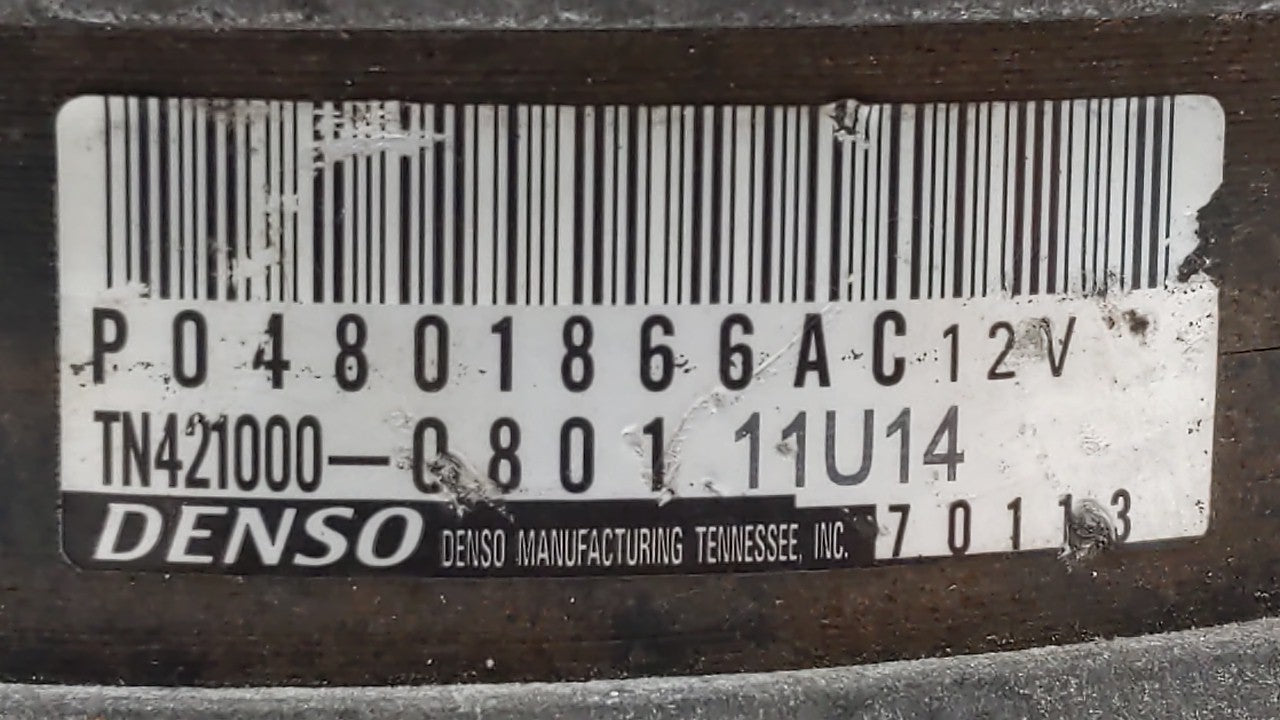 P04801866AC 12V
TN421000-0801 11U14
DENSO DENSO MANUFACTURING TENNESSEE, INC. 70113